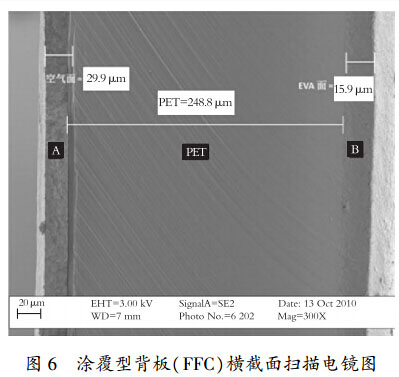 空气面 = 29.9 μm
EVA 面 = 15.9 μm
PET=248.8 μm
A PET B
20 μm
EHT=3.00 kV SignalA=SE2 Date: 13 Oct 2010
WD=7 mm Photo No.=6 202 Mag=300X
图 6 涂覆型背板(FFC)横截面扫描电镜图